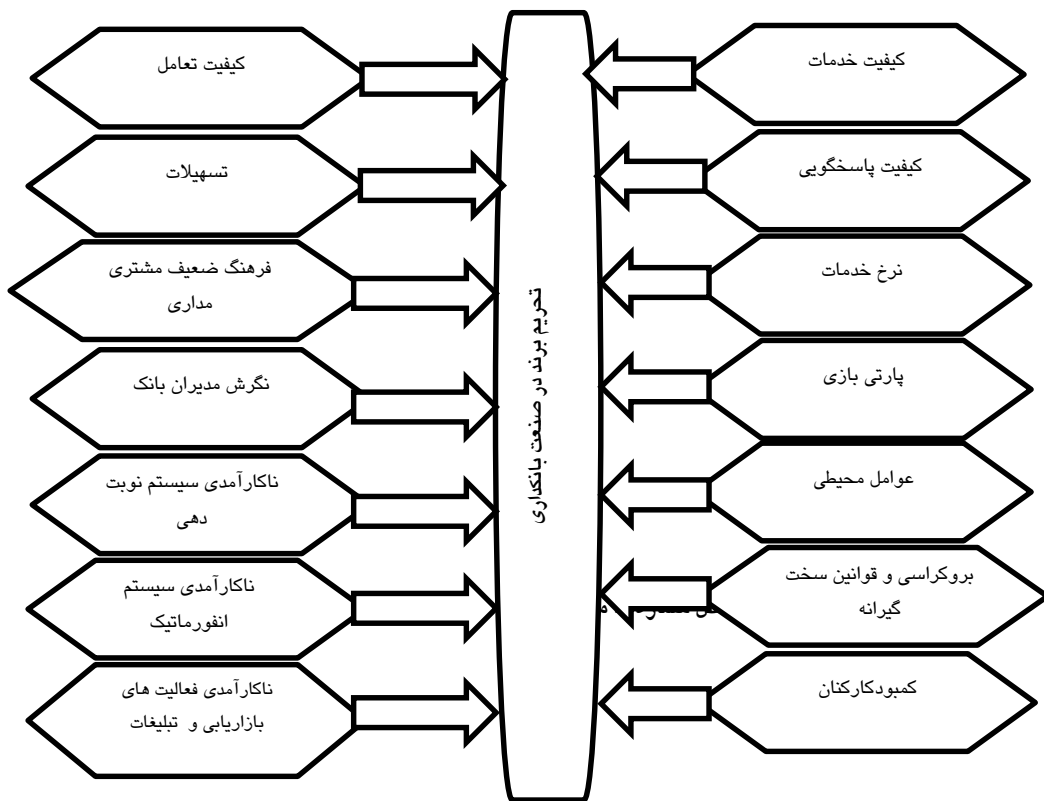 کیفیت خدمات
کیفیت پاسخگویی
نرخ خدمات
پارتی بازی
عوامل محیطی
بروکراسی و قوانین سخت
گیرانه
کمبودکارکنان
تحریم برند در صنعت بانکداری
کیفیت تعامل
تسهیلات
فرهنگ ضعیف مشتری
مداری
نگرش مدیران بانک
ناکارآمدی سیستم نوبت
دهی
ناکارآمدی سیستم
انفورماتیک
ناکارآمدی فعالیت های
بازاریابی و تبلیغات